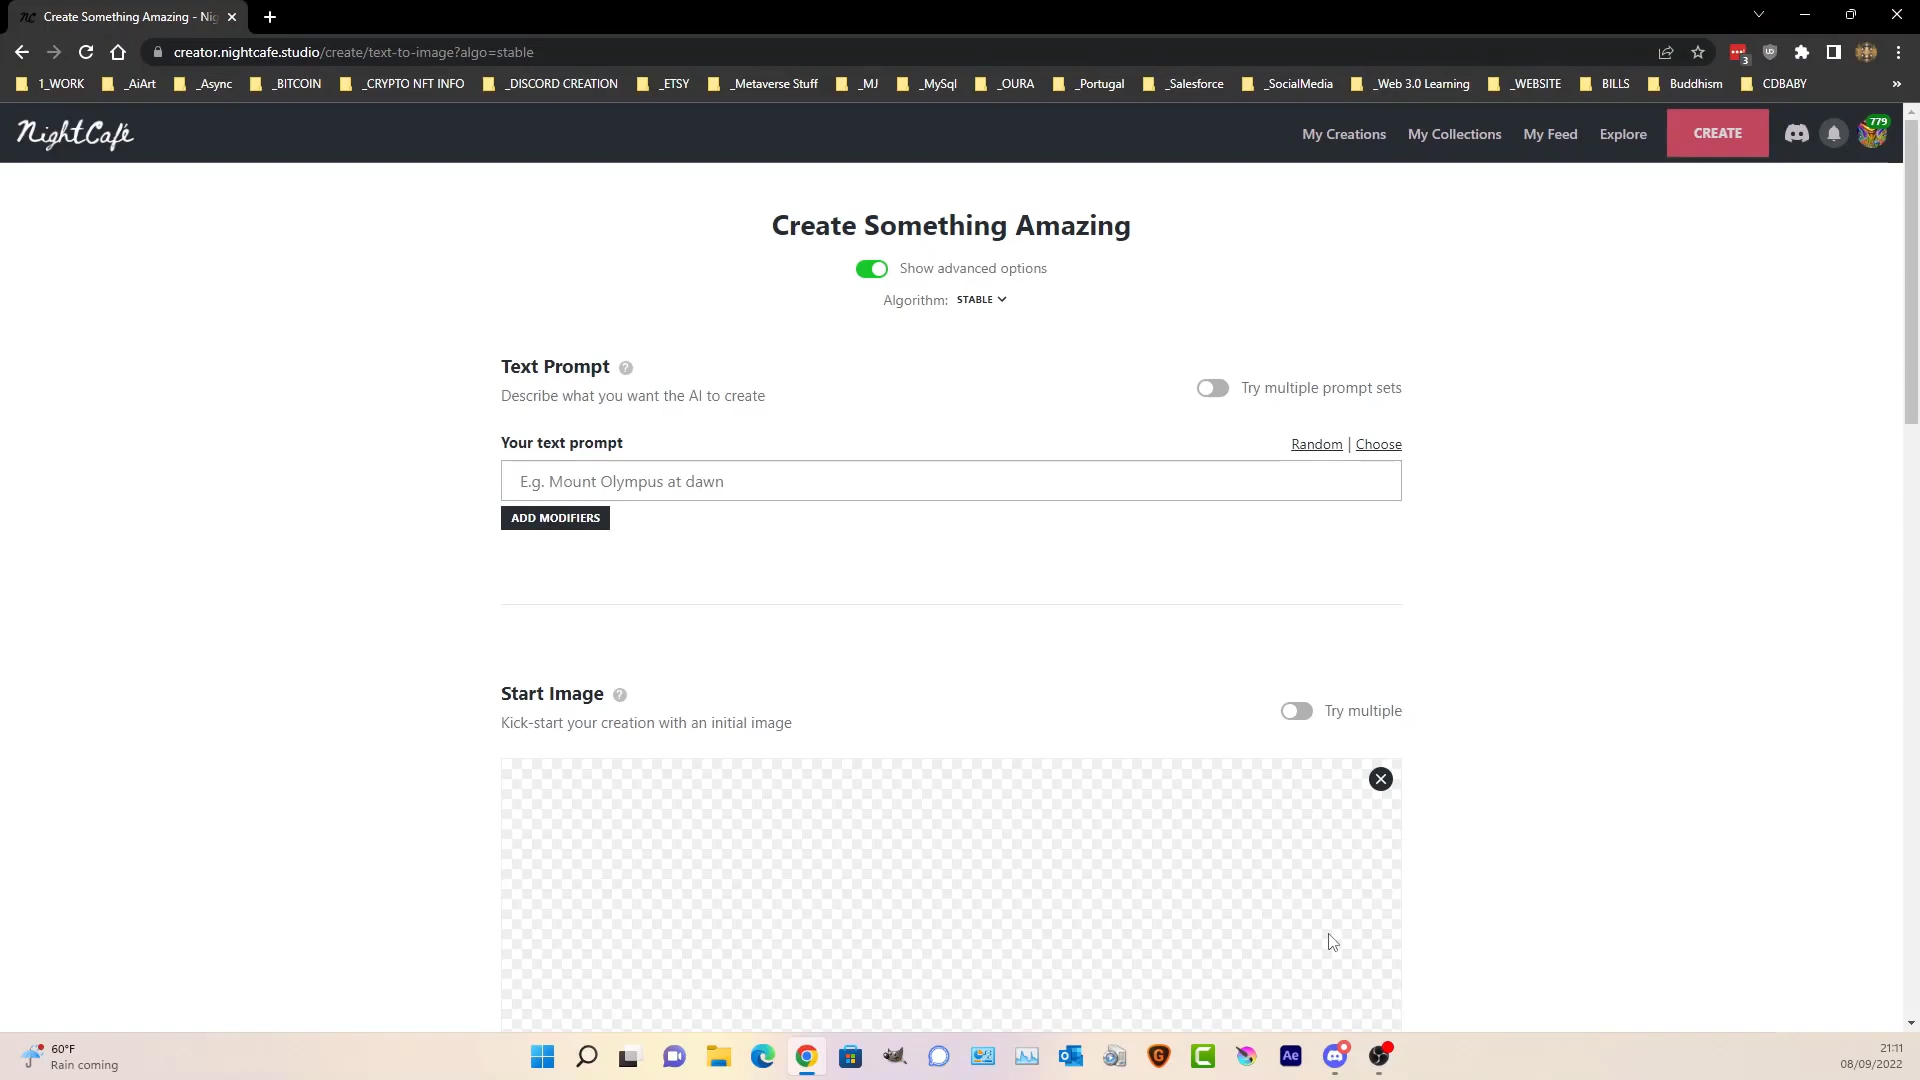 Create Something Amazing - Nig
creator.nightcafe.studio/create/text-to-image?algo=stable
3
1_WORK _AiArt _Async _BITCOIN _CRYPTO NFT INFO _DISCORD CREATION _ETSY _Metaverse Stuff _MJ _MySql _OURA _Portugal _Salesforce _SocialMedia _Web 3.0 Learning _WEBSITE BILLS Buddhism CDBABY »
NightCafé My Creations My Collections My Feed Explore CREATE 779
Create Something Amazing
Show advanced options
Algorithm: STABLE
Text Prompt ?
Describe what you want the AI to create
Try multiple prompt sets
Your text prompt Random | Choose
E.g. Mount Olympus at dawn
ADD MODIFIERS
Start Image ?
Kick-start your creation with an initial image
Try multiple
60°F
Rain coming
Ae
21:11
08/09/2022